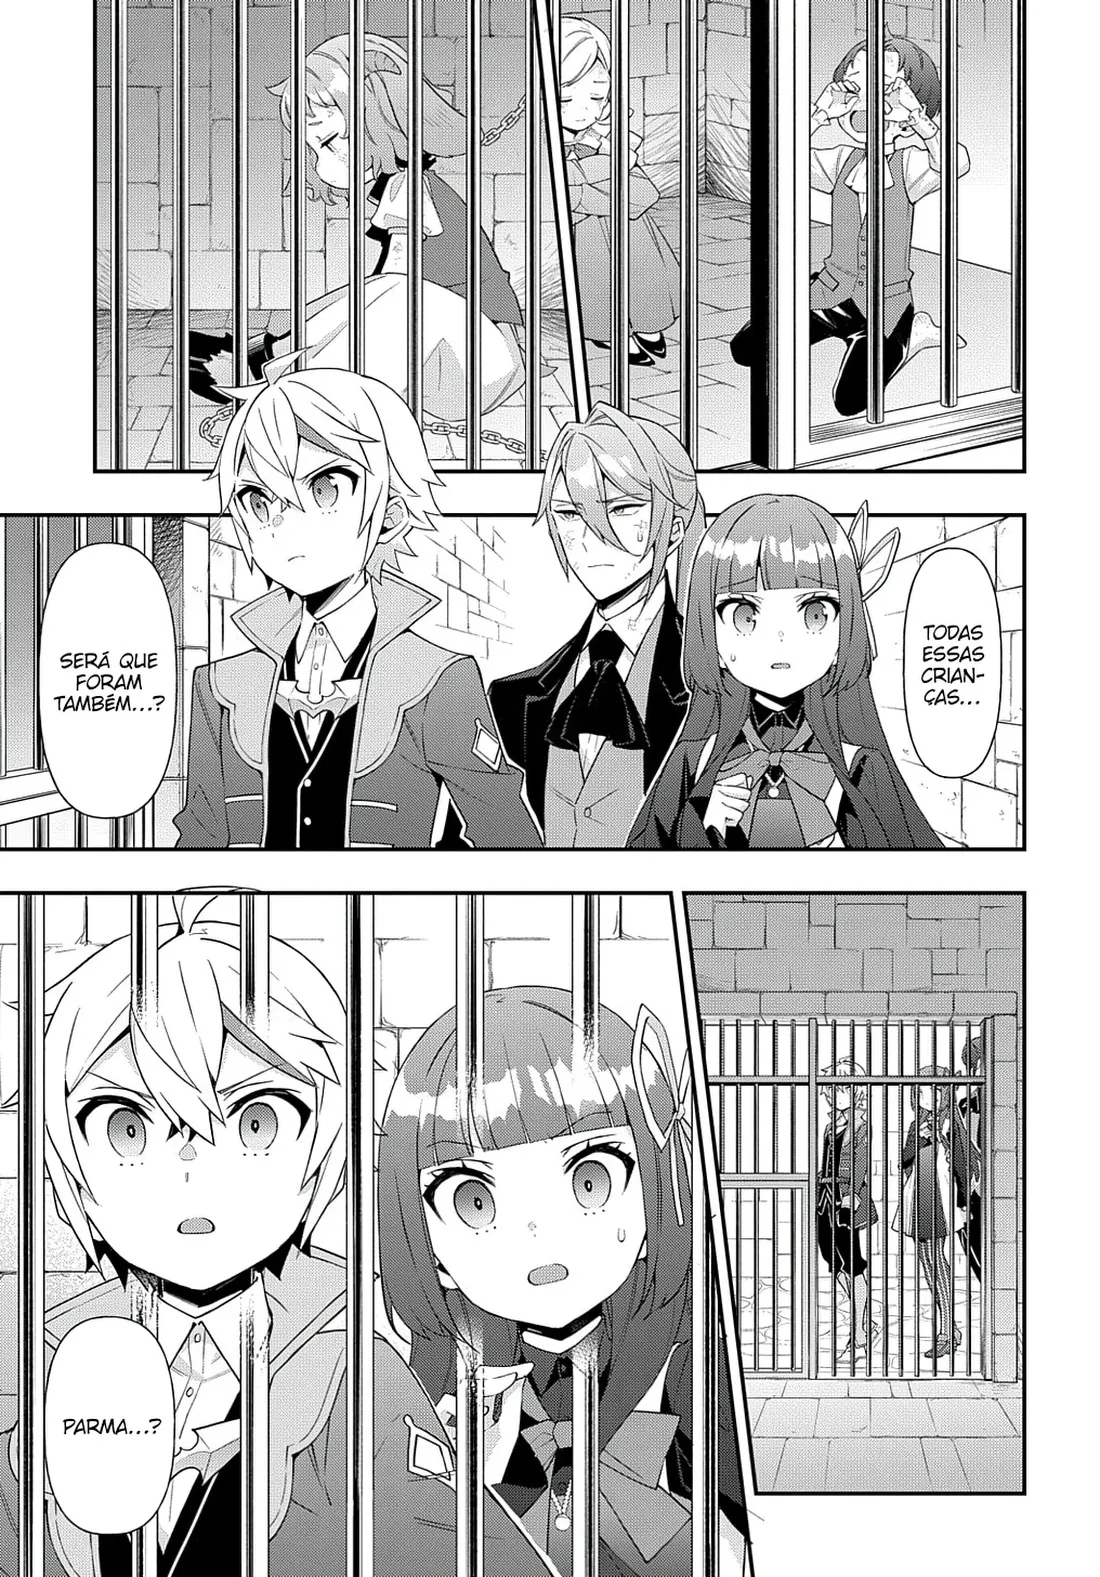 TODAS
ESSAS
CRIAN-
ÇAS...
SERÁ QUE
FORAM
TAMBÉM...?
PARMA...?